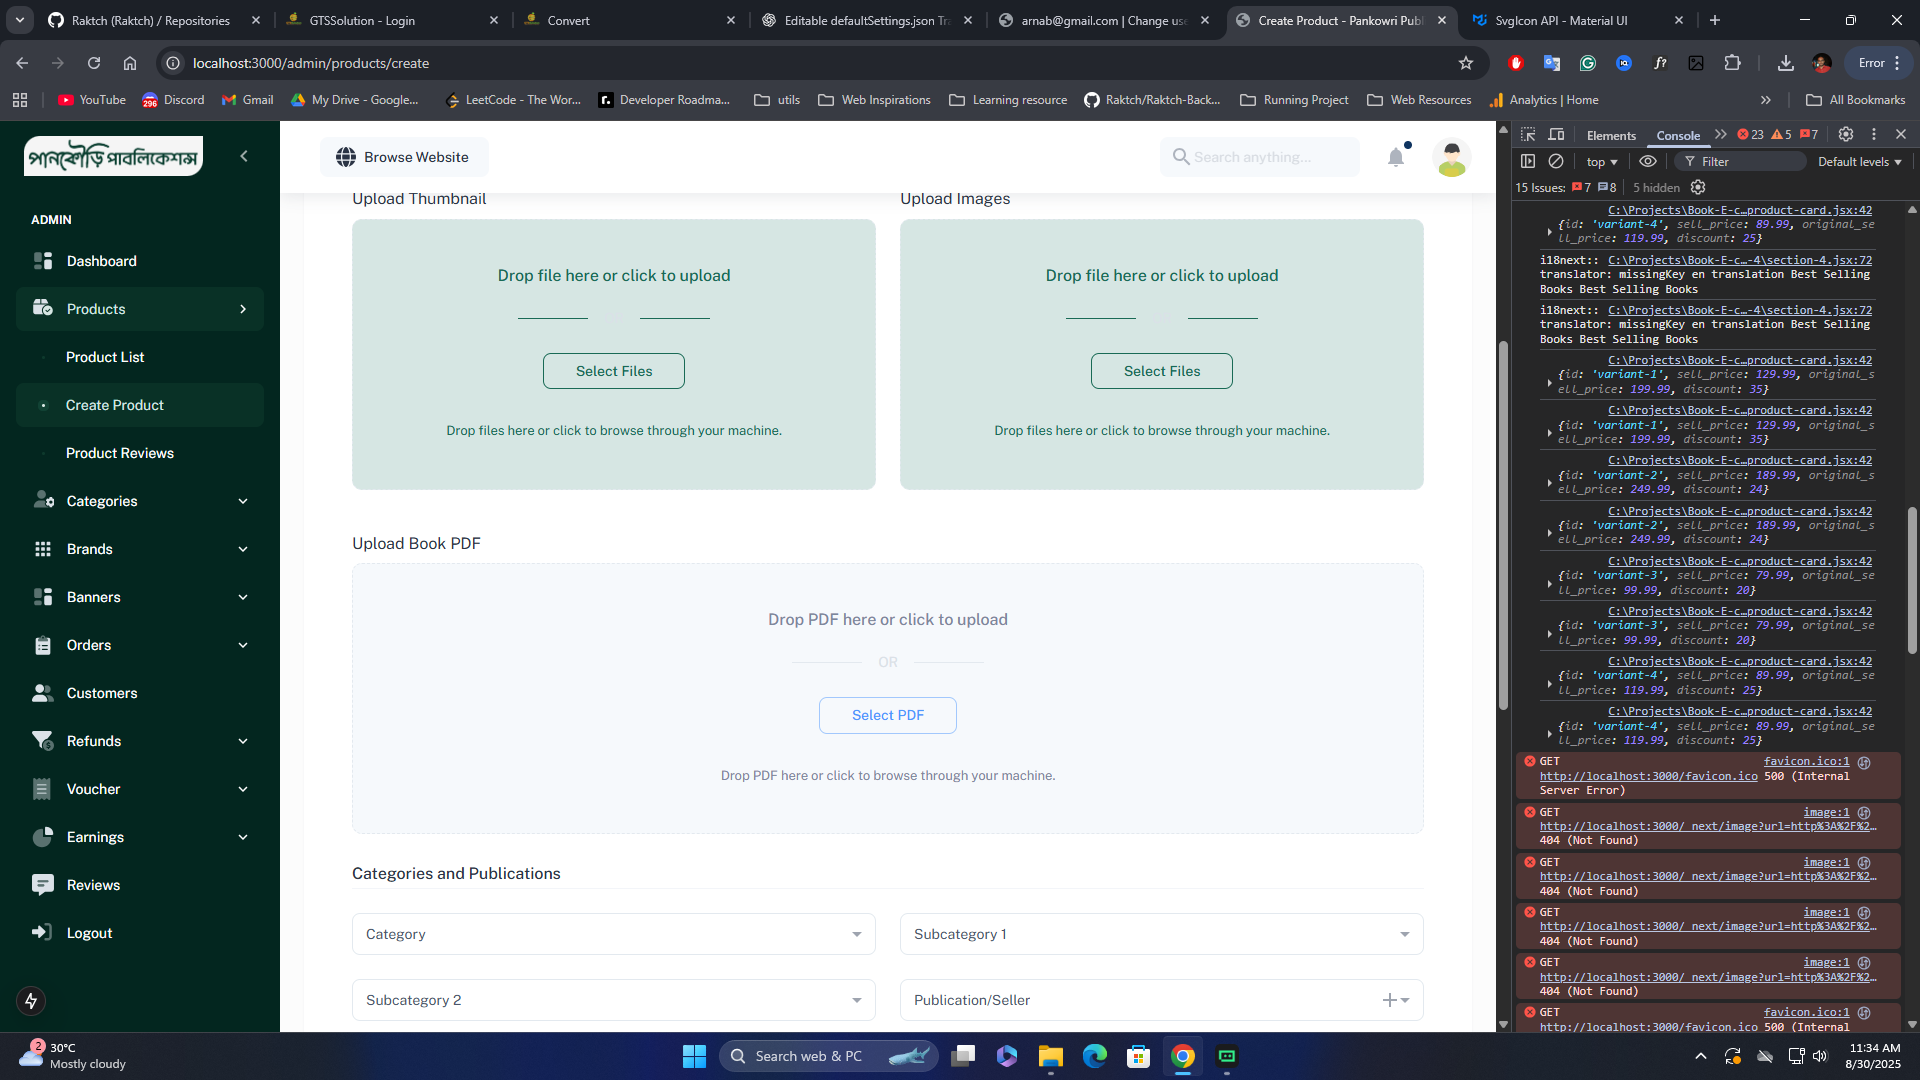 Raktch (Raktch) / Repositories
GTSSolution - Login
Convert
Editable defaultSettings.json Tra
arnab@gmail.com | Change use
Create Product - Pankowri Publ
SvgIcon API - Material UI
localhost:3000/admin/products/create
Error
YouTube
Discord
Gmail
My Drive - Google...
LeetCode - The Wor...
Developer Roadma...
utils
Web Inspirations
Learning resource
Raktch/Raktch-Back...
Running Project
Web Resources
Analytics | Home
All Bookmarks
পানকৌড়ি পাবলিকেশন্স
ADMIN
Dashboard
Products
Product List
Create Product
Product Reviews
Categories
Brands
Banners
Orders
Customers
Refunds
Voucher
Earnings
Reviews
Logout
Browse Website
Search anything...
Upload Thumbnail
Drop file here or click to upload
Select Files
Drop files here or click to browse through your machine.
Upload Images
Drop file here or click to upload
Select Files
Drop files here or click to browse through your machine.
Upload Book PDF
Drop PDF here or click to upload
OR
Select PDF
Drop PDF here or click to browse through your machine.
Categories and Publications
Category
Subcategory 1
Subcategory 2
Publication/Seller
Elements
Console
23
5
7
top
Filter
Default levels
15 Issues: 7 8
5 hidden
C:\Projects\Book-E-c…product-card.jsx:42
{id: 'variant-4', sell_price: 89.99, original_se
ll_price: 119.99, discount: 25}
i18next:: C:\Projects\Book-E-c…-4\section-4.jsx:72
translator: missingKey en translation Best Selling
Books Best Selling Books
i18next:: C:\Projects\Book-E-c…-4\section-4.jsx:72
translator: missingKey en translation Best Selling
Books Best Selling Books
C:\Projects\Book-E-c…product-card.jsx:42
{id: 'variant-1', sell_price: 129.99, original_s
ell_price: 199.99, discount: 35}
C:\Projects\Book-E-c…product-card.jsx:42
{id: 'variant-1', sell_price: 129.99, original_s
ell_price: 199.99, discount: 35}
C:\Projects\Book-E-c…product-card.jsx:42
{id: 'variant-2', sell_price: 189.99, original_s
ell_price: 249.99, discount: 24}
C:\Projects\Book-E-c…product-card.jsx:42
{id: 'variant-2', sell_price: 189.99, original_s
ell_price: 249.99, discount: 24}
C:\Projects\Book-E-c…product-card.jsx:42
{id: 'variant-3', sell_price: 79.99, original_se
ll_price: 99.99, discount: 20}
C:\Projects\Book-E-c…product-card.jsx:42
{id: 'variant-3', sell_price: 79.99, original_se
ll_price: 99.99, discount: 20}
C:\Projects\Book-E-c…product-card.jsx:42
{id: 'variant-4', sell_price: 89.99, original_se
ll_price: 119.99, discount: 25}
C:\Projects\Book-E-c…product-card.jsx:42
{id: 'variant-4', sell_price: 89.99, original_se
ll_price: 119.99, discount: 25}
GET favicon.ico:1
http://localhost:3000/favicon.ico 500 (Internal
Server Error)
GET image:1
http://localhost:3000/_next/image?url=http%3A%2F%2…
404 (Not Found)
GET image:1
http://localhost:3000/_next/image?url=http%3A%2F%2…
404 (Not Found)
GET image:1
http://localhost:3000/_next/image?url=http%3A%2F%2…
404 (Not Found)
GET image:1
http://localhost:3000/_next/image?url=http%3A%2F%2…
404 (Not Found)
GET favicon.ico:1
http://localhost:3000/favicon.ico 500 (Internal
2
30°C
Mostly cloudy
Search web & PC
11:34 AM
8/30/2025